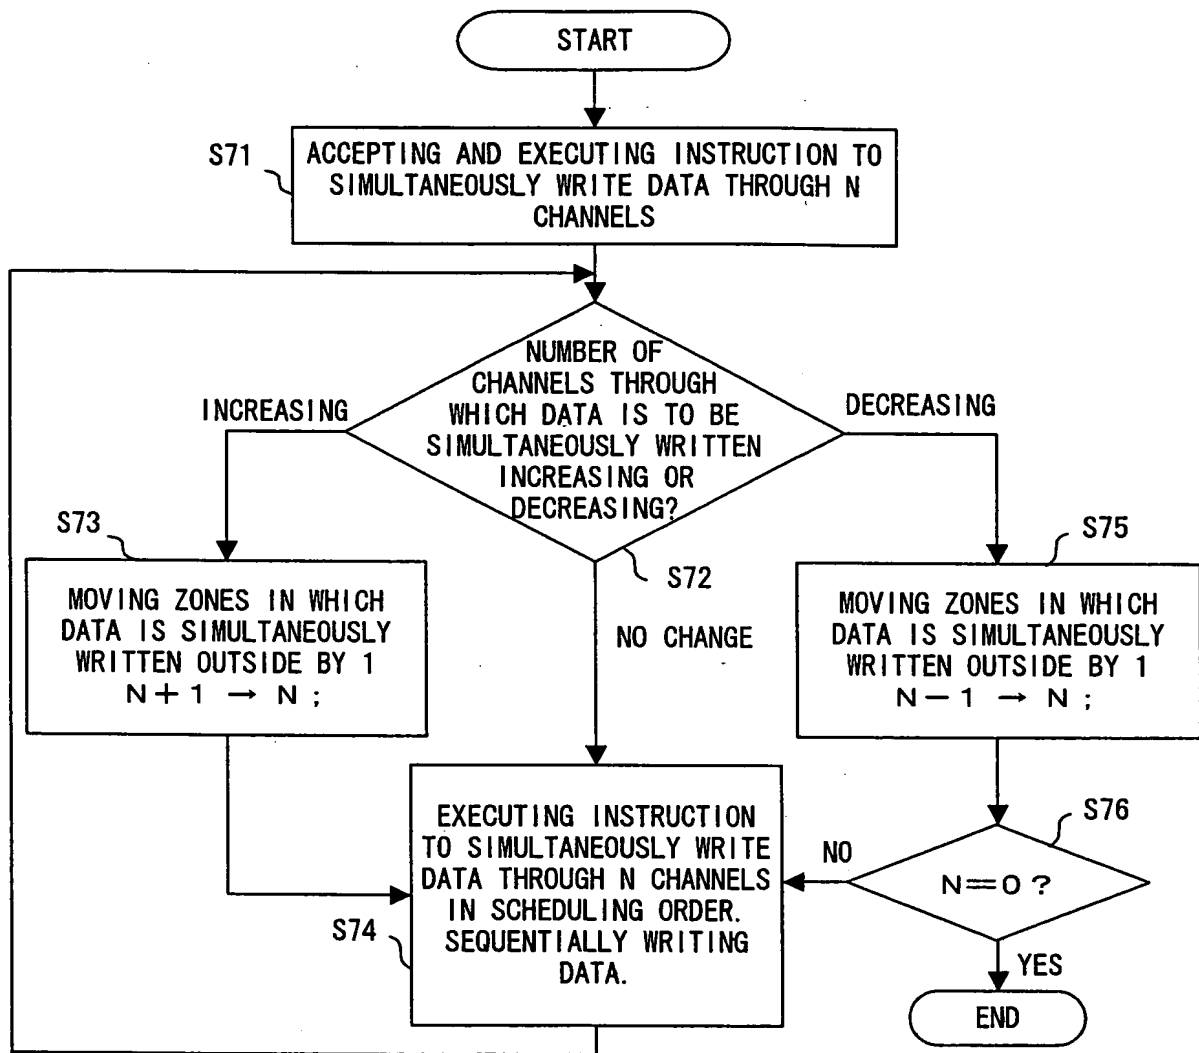 START
S71
ACCEPTING AND EXECUTING INSTRUCTION TO
SIMULTANEOUSLY WRITE DATA THROUGH N
CHANNELS
NUMBER OF
CHANNELS THROUGH
WHICH DATA IS TO BE
SIMULTANEOUSLY WRITTEN
INCREASING OR
DECREASING?
INCREASING
DECREASING
S72
NO CHANGE
S73
MOVING ZONES IN WHICH
DATA IS SIMULTANEOUSLY
WRITTEN OUTSIDE BY 1
N+1 → N ;
S75
MOVING ZONES IN WHICH
DATA IS SIMULTANEOUSLY
WRITTEN OUTSIDE BY 1
N-1 → N ;
S74
EXECUTING INSTRUCTION
TO SIMULTANEOUSLY WRITE
DATA THROUGH N CHANNELS
IN SCHEDULING ORDER.
SEQUENTIALLY WRITING
DATA.
S76
N=0?
NO
YES
END